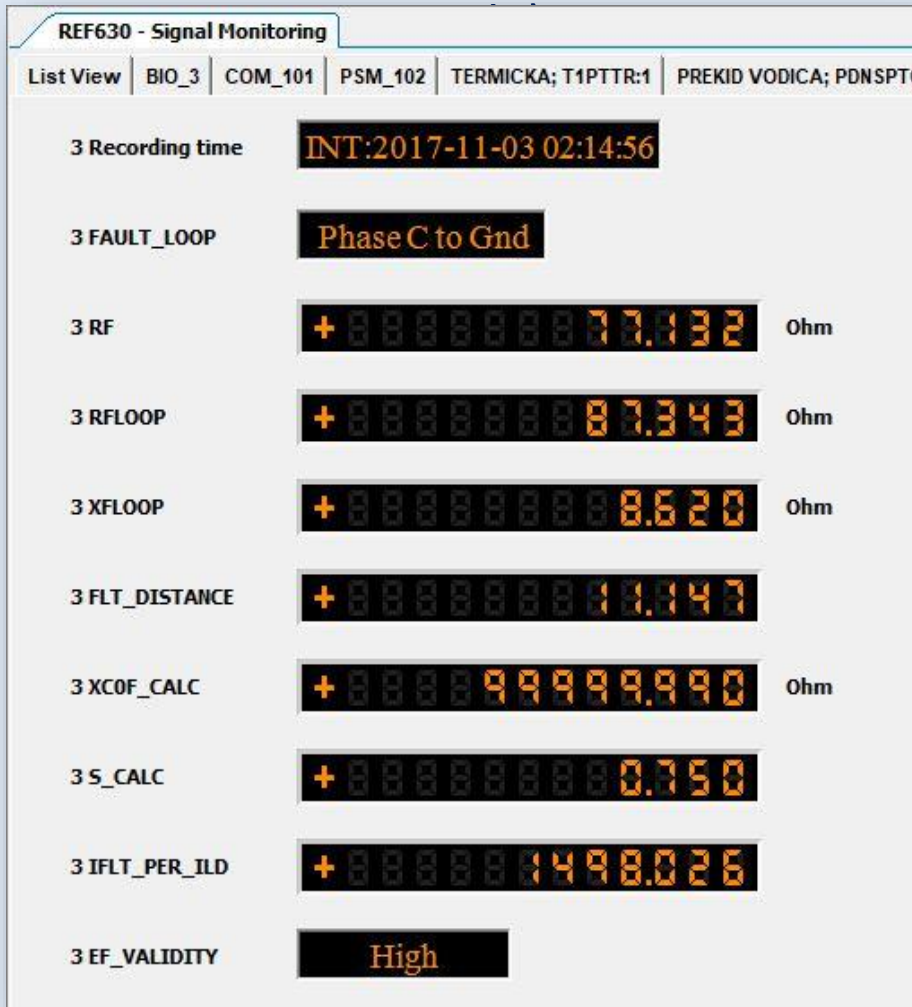 REF630 - Signal Monitoring
List View BIO_3 COM_101 PSM_102 TERMICKA; T1PTTR:1 PREKID VODICA; PDNSPT
3 Recording time INT:2017-11-03 02:14:56
3 FAULT_LOOP Phase C to Gnd
3 RF + 77.132 Ohm
3 RFLOOP + 87.343 Ohm
3 XFLOOP + 8.620 Ohm
3 FLT_DISTANCE + 11.147
3 XC0F_CALC + 99999.990 Ohm
3 S_CALC + 0.750
3 IFLT_PER_ILD + 1498.026
3 EF_VALIDITY High